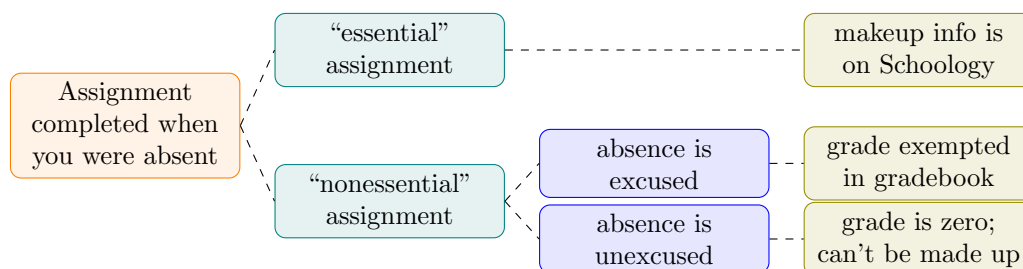 Assignment
completed when
you were absent
“essential”
assignment
makeup info is
on Schoology
“nonessential”
assignment
absence is
excused
grade exempted
in gradebook
absence is
unexcused
grade is zero;
can't be made up